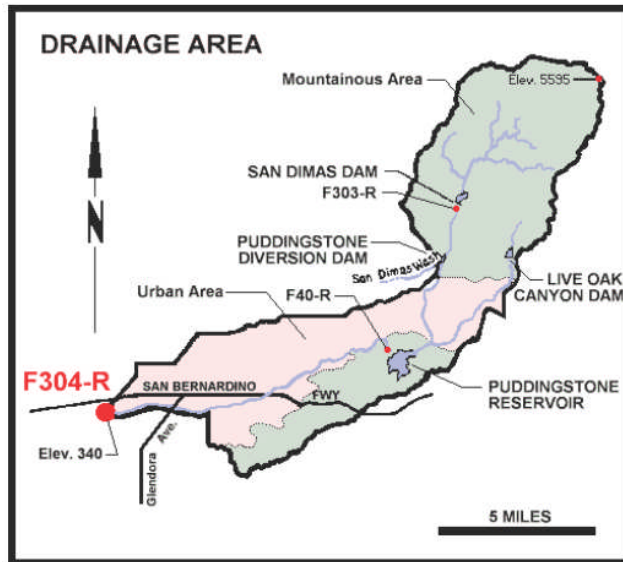 DRAINAGE AREA
Mountainous Area
Elev. 5595
N
SAN DIMAS DAM
F303-R
PUDDINGSTONE
DIVERSION DAM
San Dimas Wash
LIVE OAK
CANYON DAM
Urban Area
F40-R
F304-R
SAN BERNARDINO
FWY
PUDDINGSTONE
RESERVOIR
Elev. 340
Glendora
Ave.
5 MILES